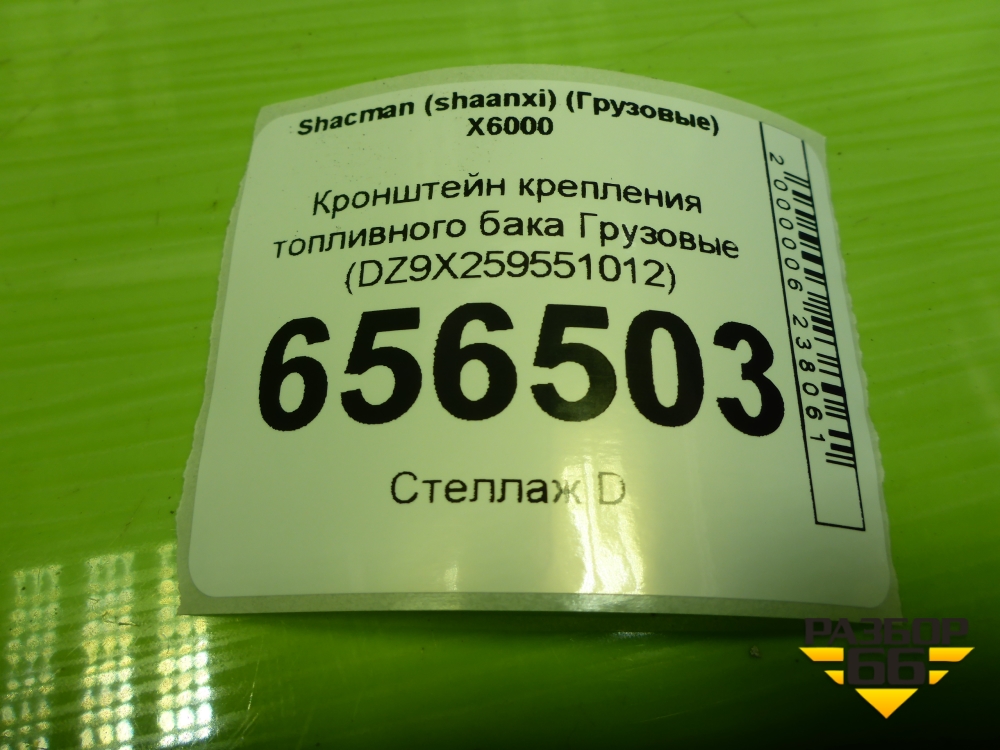 Shacman (shaanxi) (Грузовые)
X6000
Кронштейн крепления
топливного бака Грузовые
(DZ9X259551012)
656503
Стеллаж D
2000006238061
РАЗБОР
66